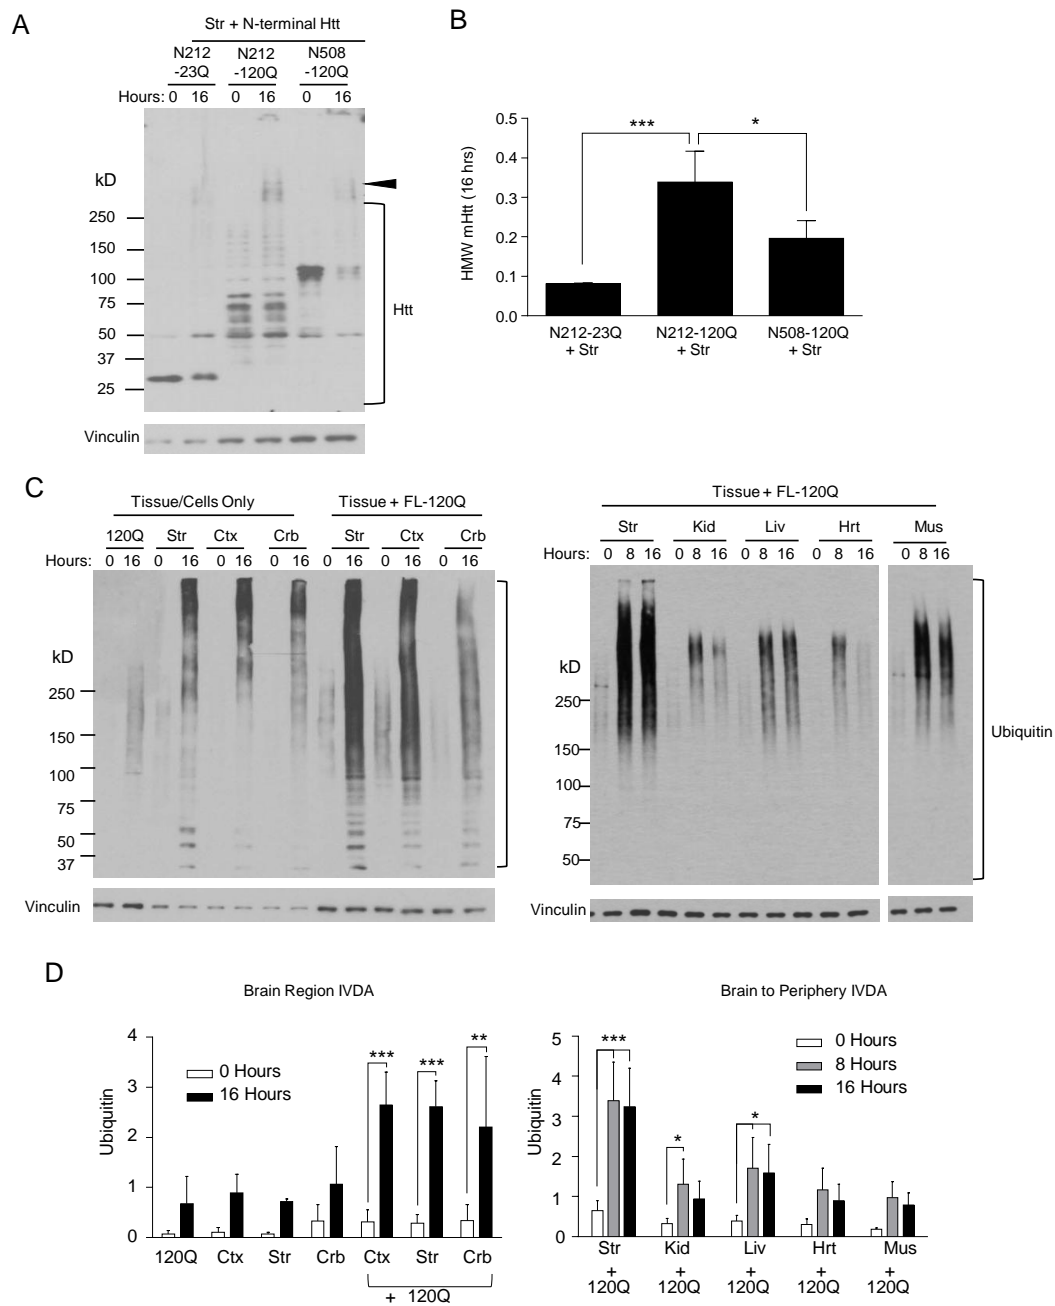 A
Str + N-terminal Htt
N212 N212 N508
-23Q -120Q -120Q
Hours: 0 16 0 16 0 16
kD
250
150
100
75
50
37
25
Htt
Vinculin
B
HMW mHtt (16 hrs)
0.5
0.4
0.3
0.2
0.1
0.0
*** *
N212-23Q N212-120Q N508-120Q
+ Str + Str + Str
C
Tissue/Cells Only Tissue + FL-120Q
120Q Str Ctx Crb Str Ctx Crb
Hours: 0 16 0 16 0 16 0 16 0 16 0 16 0 16
kD
250
150
100
75
50
37
Vinculin
Tissue + FL-120Q
Str Kid Liv Hrt Mus
Hours: 0 8 16 0 8 16 0 8 16 0 8 16 0 8 16
kD
250
150
100
75
50
Ubiquitin
Vinculin
D
Brain Region IVDA
Ubiquitin
4
3
2
1
0
0 Hours
16 Hours
*** *** **
120Q Ctx Str Crb Ctx Str Crb
+ 120Q
Brain to Periphery IVDA
Ubiquitin
5
4
3
2
1
0
0 Hours
8 Hours
16 Hours
*** * *
Str Kid Liv Hrt Mus
+ + + + +
120Q 120Q 120Q 120Q 120Q